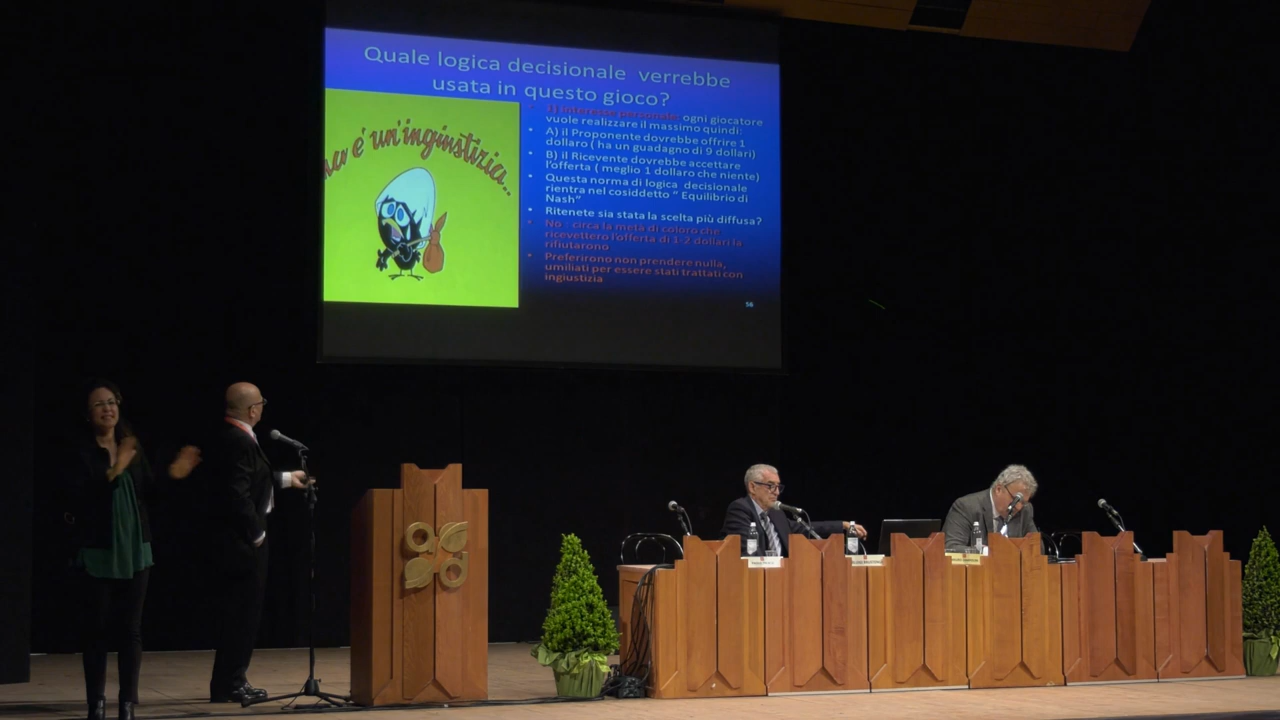 Quale logica decisionale verrebbe
usata in questo gioco?
ma è un'ingiustizia..
1) interesse personale: ogni giocatore
vuole realizzare il massimo quindi:
A) il Proponente dovrebbe offrire 1
dollaro ( ha un guadagno di 9 dollari)
B) il Ricevente dovrebbe accettare
l'offerta ( meglio 1 dollaro che niente)
Questa norma di logica decisionale
rientra nel cosiddetto " Equilibrio di
Nash"
Ritenete sia stata la scelta più diffusa?
No circa la metà di coloro che
ricevettero l'offerta di 1-2 dollari la
rifiutarono
Preferirono non prendere nulla,
umiliati per essere stati trattati con
ingiustizia
56